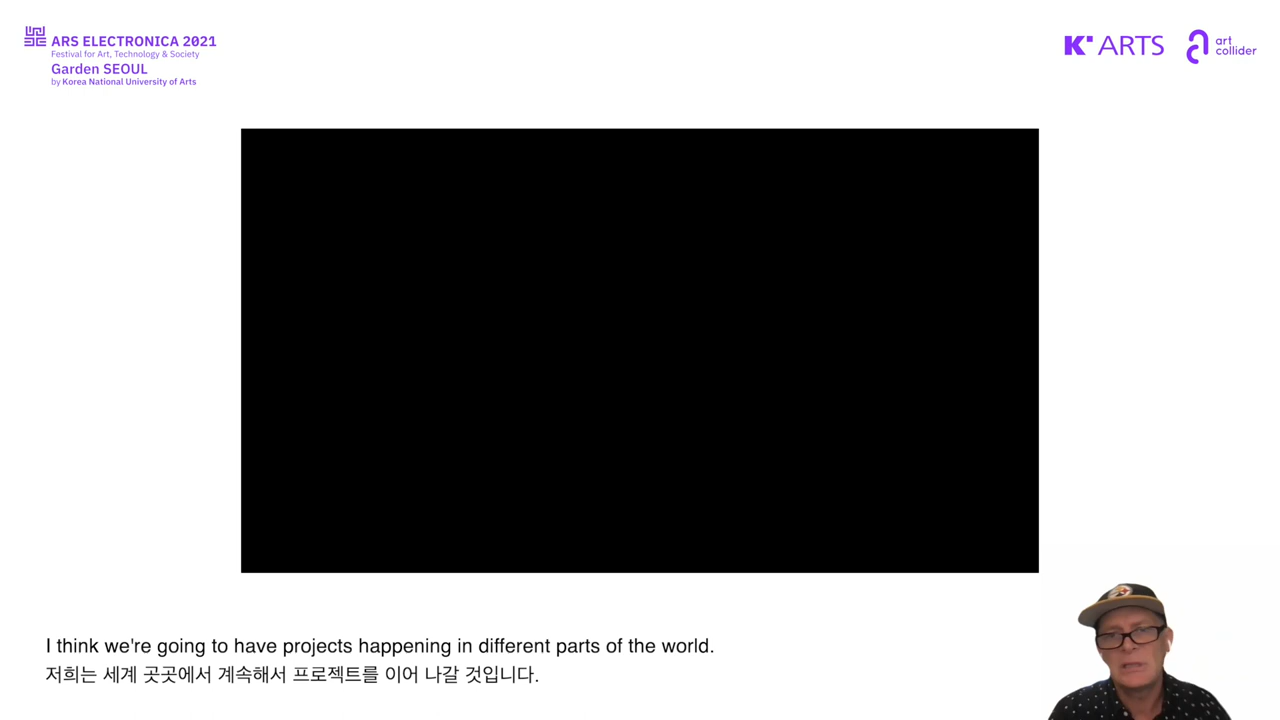 ARS ELECTRONICA 2021
Festival for Art, Technology & Society
Garden SEOUL
by Korea National University of Arts
K ARTS
art
collider
I think we're going to have projects happening in different parts of the world.
저희는 세계 곳곳에서 계속해서 프로젝트를 이어 나갈 것입니다.